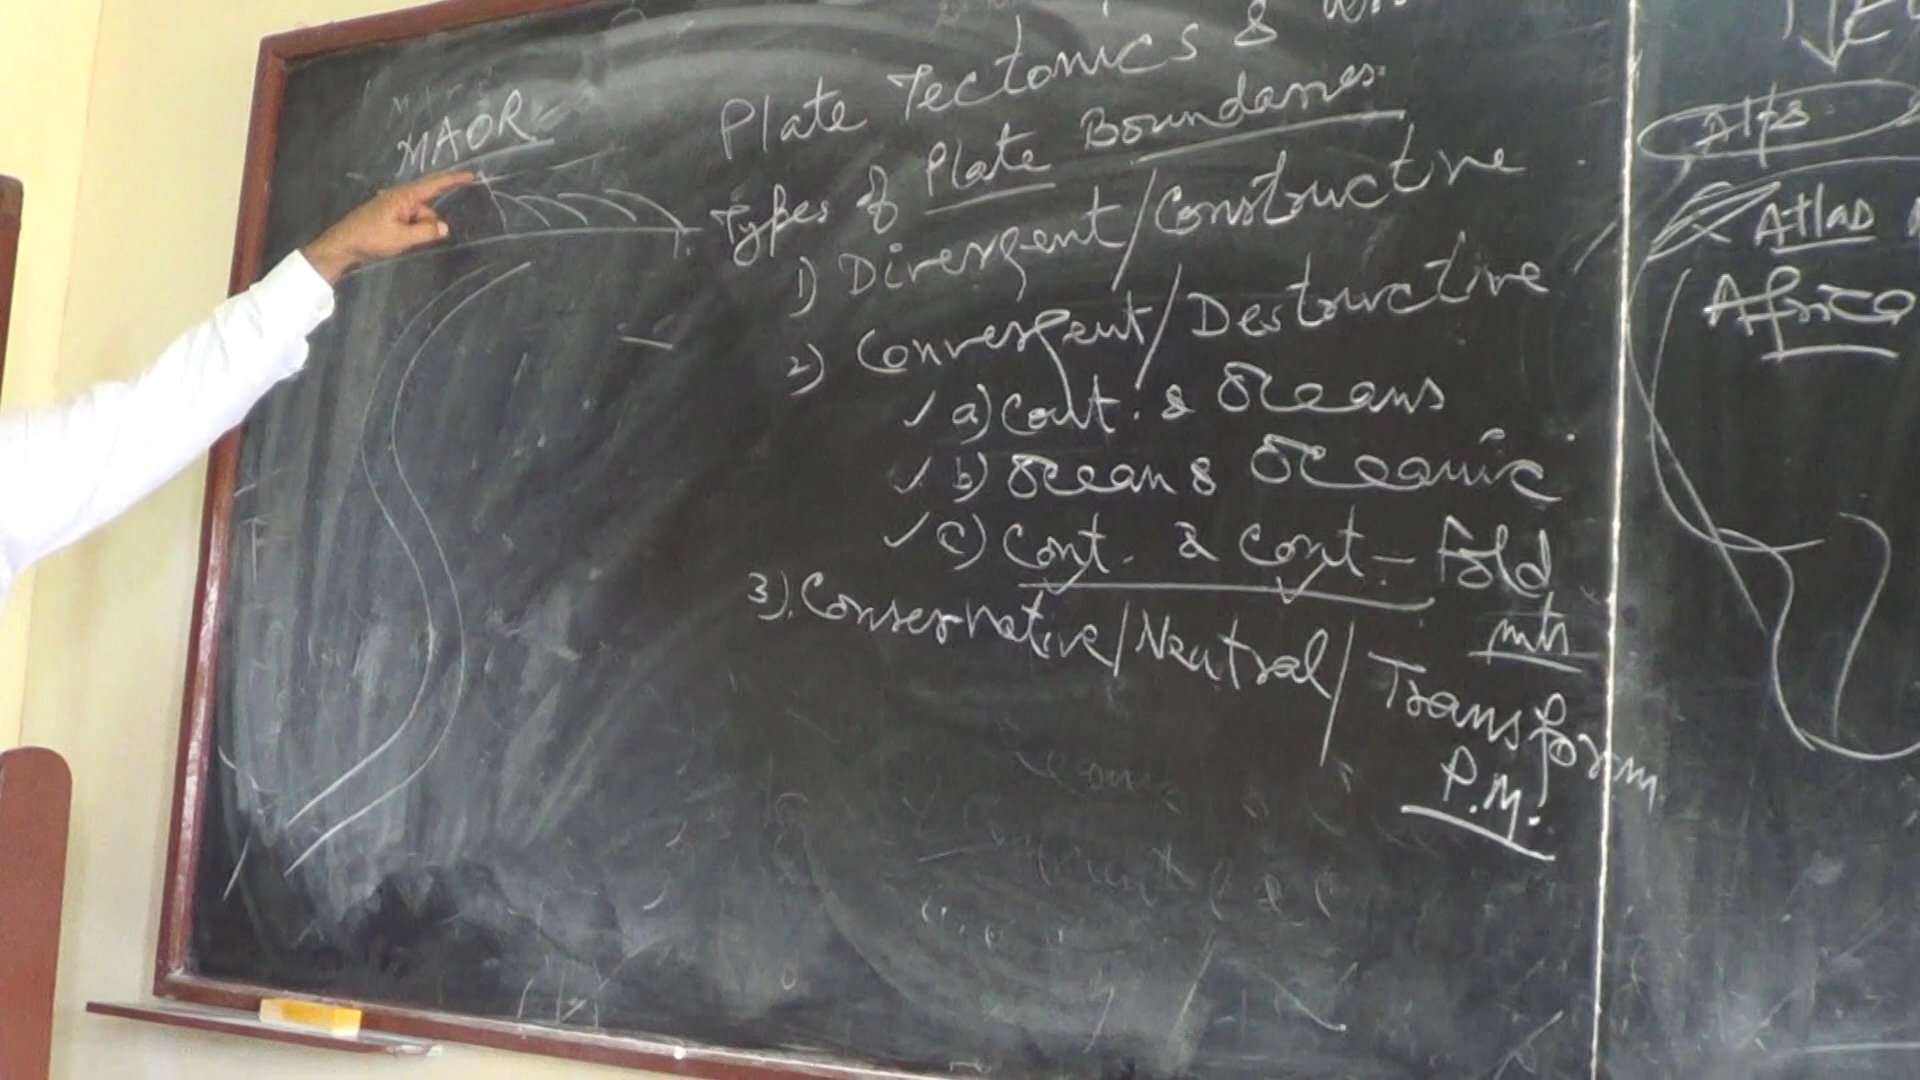 MAOR
Plate Tectonics &
Types of Plate Boundaries
1) Divergent/Constructive
2) Convergent/Destructive
a) Cont. & Oceans
b) Ocean & Oceanic
c) Cont. & Cont - Fold
mtn
3). Conservative/Neutral/Transform
P.M.
Alps
Atlas
Africa